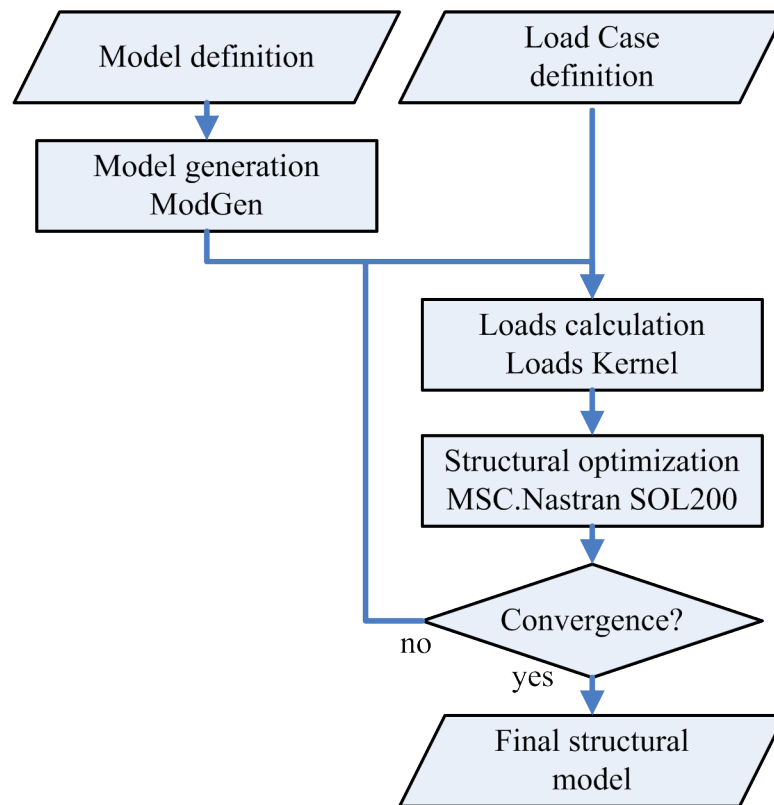 Model definition
Load Case
definition
Model generation
ModGen
Loads calculation
Loads Kernel
Structural optimization
MSC.Nastran SOL200
Convergence?
no
yes
Final structural
model